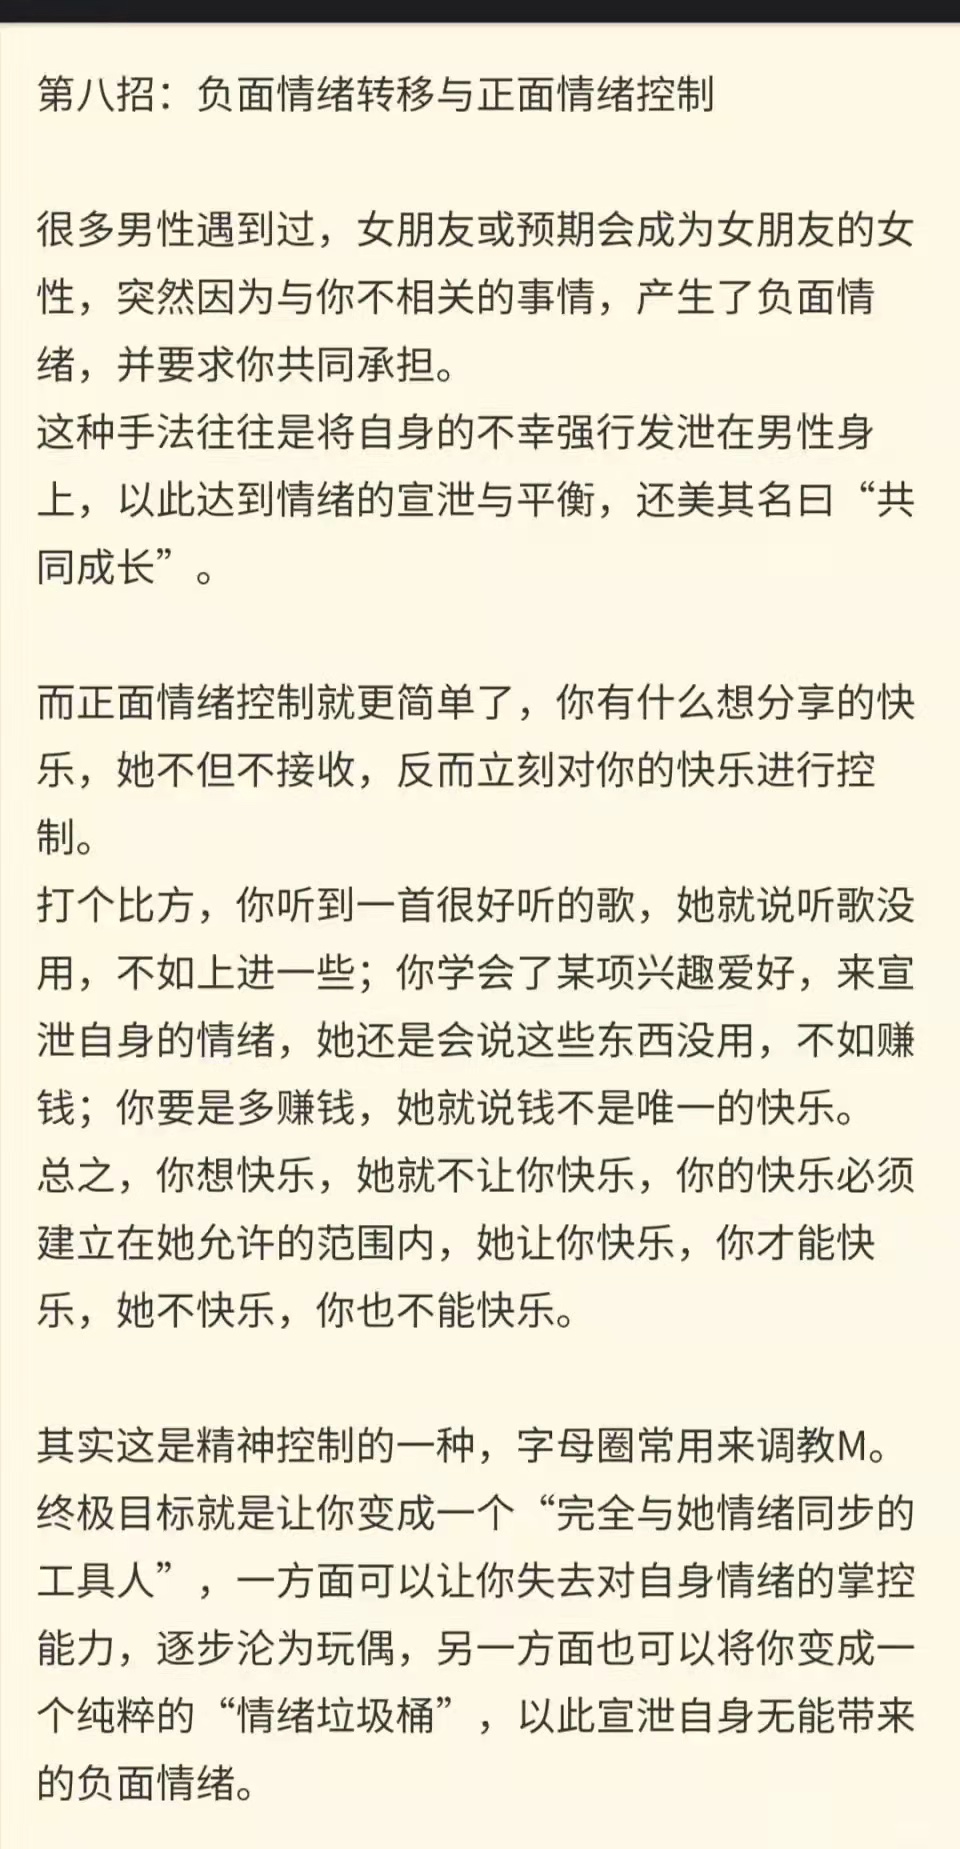 第八招：负面情绪转移与正面情绪控制
很多男性遇到过，女朋友或预期会成为女朋友的女
性，突然因为与你不相关的事情，产生了负面情
绪，并要求你共同承担。
这种手法往往是将自身的不幸强行发泄在男性身
上，以此达到情绪的宣泄与平衡，还美其名曰“共
同成长”。
而正面情绪控制就更简单了，你有什么想分享的快
乐，她不但不接收，反而立刻对你的快乐进行控
制。
打个比方，你听到一首很好听的歌，她就说听歌没
用，不如上进一些；你学会了某项兴趣爱好，来宣
泄自身的情绪，她还是会说这些东西没用，不如赚
钱；你要是多赚钱，她就说钱不是唯一的快乐。
总之，你想快乐，她就不让你快乐，你的快乐必须
建立在她允许的范围内，她让你快乐，你才能快
乐，她不快乐，你也不能快乐。
其实这是精神控制的一种，字母圈常用来调教M。
终极目标就是让你变成一个“完全与她情绪同步的
工具人”，一方面可以让你失去对自身情绪的掌控
能力，逐步沦为玩偶，另一方面也可以将你变成一
个纯粹的“情绪垃圾桶”，以此宣泄自身无能带来
的负面情绪。